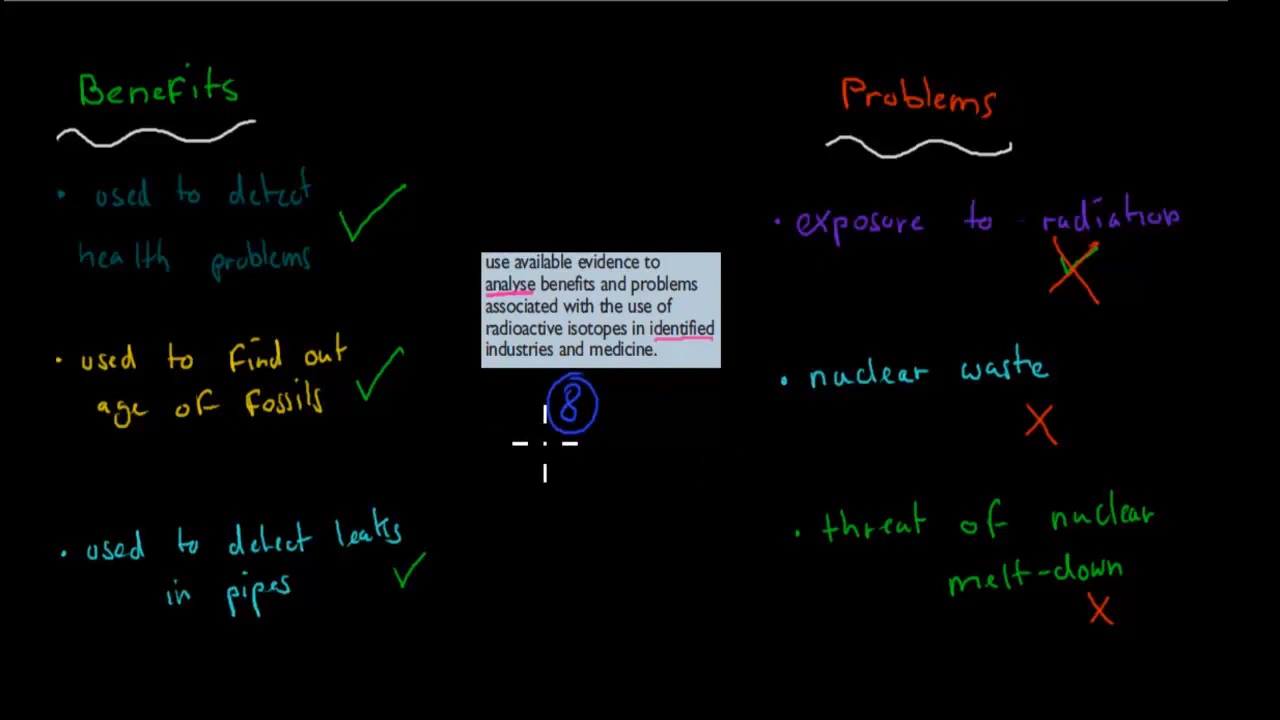 Benefits
• used to detect
health problems
• used to find out
age of fossils
• used to detect leaks
in pipes
use available evidence to
analyse benefits and problems
associated with the use of
radioactive isotopes in identified
industries and medicine.
8
Problems
• exposure to radiation
• nuclear waste
• threat of nuclear
melt-down